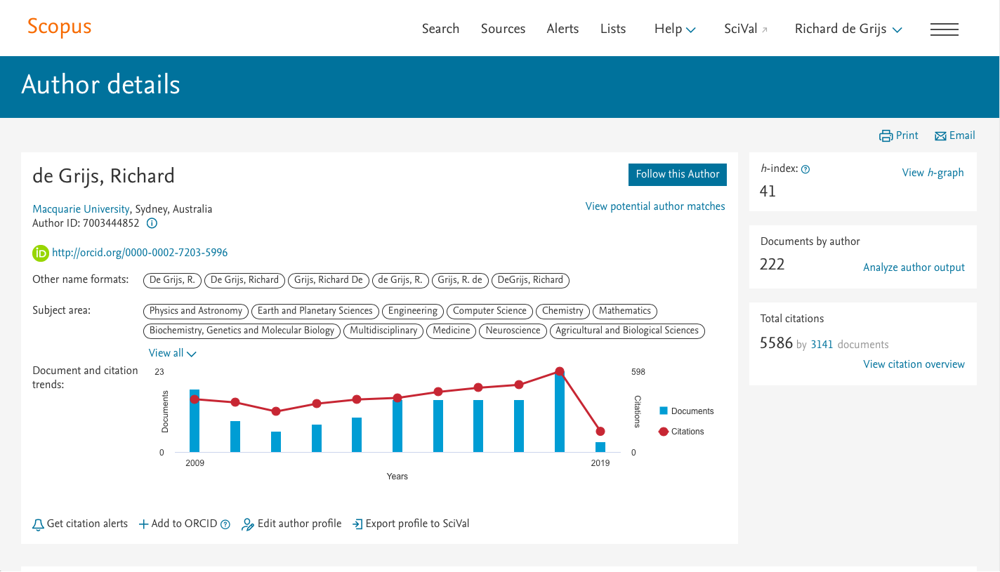 Scopus
Search Sources Alerts Lists Help SciVal Richard de Grijs
Author details
Print Email
de Grijs, Richard
Follow this Author
Macquarie University, Sydney, Australia
View potential author matches
Author ID: 7003444852
iD http://orcid.org/0000-0002-7203-5996
Other name formats: De Grijs, R. De Grijs, Richard Grijs, Richard De de Grijs, R. Grijs, R. de DeGrijs, Richard
Subject area: Physics and Astronomy Earth and Planetary Sciences Engineering Computer Science Chemistry Mathematics
Biochemistry, Genetics and Molecular Biology Multidisciplinary Medicine Neuroscience Agricultural and Biological Sciences
View all
Document and citation
trends:
23
0
Documents
2009
2019
Years
598
0
Citations
Documents
Citations
Get citation alerts Add to ORCID Edit author profile Export profile to SciVal
h-index:
View h-graph
41
Documents by author
222
Analyze author output
Total citations
5586 by 3141 documents
View citation overview